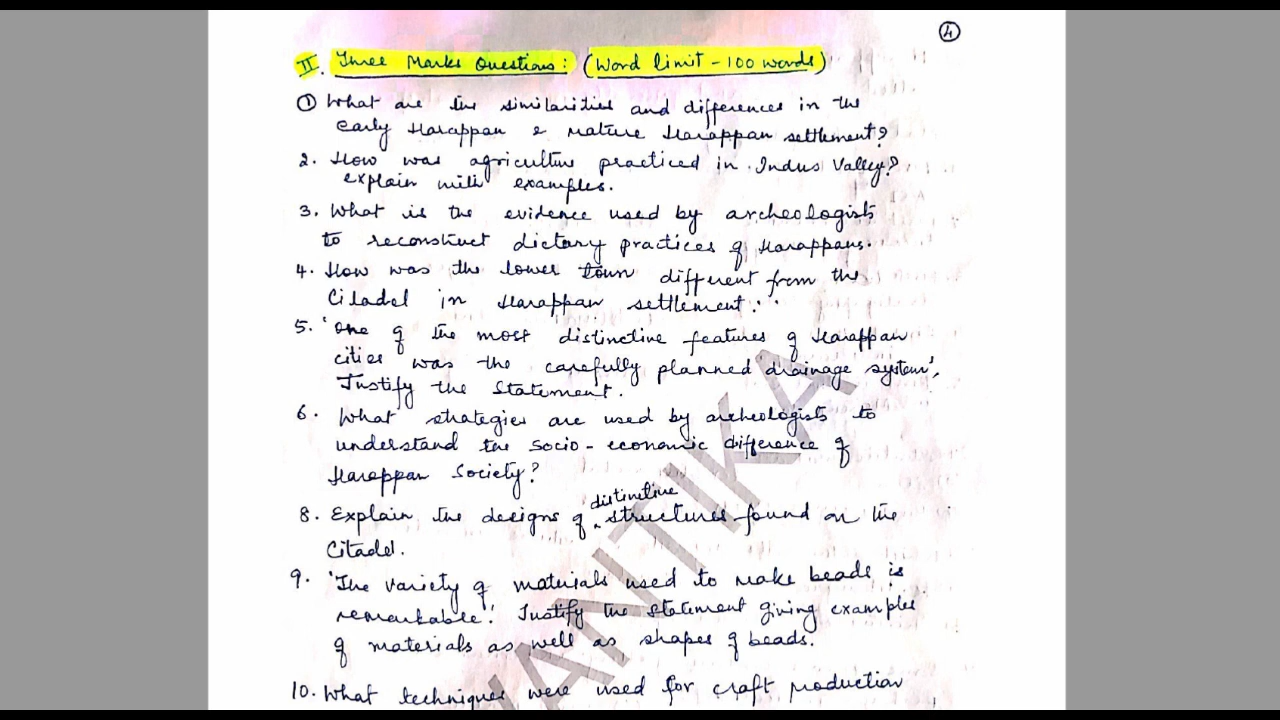 4
II. Three Marks Questions: (Word limit - 100 words)
1 What are the similarities and differences in the
early Harappan & Mature Harappan settlement?
2. How was agriculture practiced in Indus Valley?
explain with examples.
3. What is the evidence used by archeologists
to reconstruct dietary practices of Harappans.
4. How was the lower town different from the
Citadel in Harappan settlement.
5. 'One of the most distinctive features of Harappan
cities was the carefully planned drainage system',
Justify the Statement.
6. What strategies are used by archeologists to
understand the socio-economic difference of
Harappan Society?
distinctive
8. Explain the designs of structures found on the
Citadel.
9. 'The variety of materials used to make beads is
remarkable'. Justify the statement giving examples
of materials as well as shapes of beads.
10. What techniques were used for craft production
ANTIKA